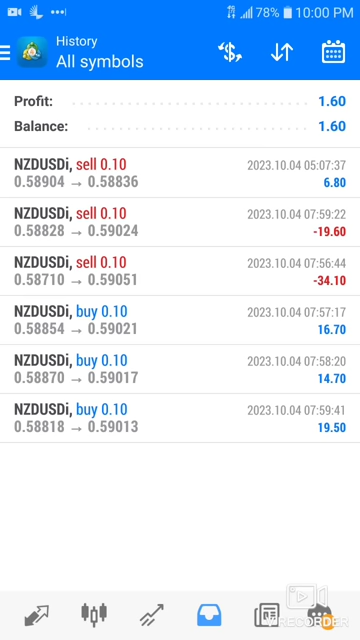 78% 10:00 PM
History
All symbols
Profit: 1.60
Balance: 1.60
NZDUSDi, sell 0.10 2023.10.04 05:07:37
0.58904 → 0.58836 6.80
NZDUSDi, sell 0.10 2023.10.04 07:59:22
0.58828 → 0.59024 -19.60
NZDUSDi, sell 0.10 2023.10.04 07:56:44
0.58710 → 0.59051 -34.10
NZDUSDi, buy 0.10 2023.10.04 07:57:17
0.58854 → 0.59021 16.70
NZDUSDi, buy 0.10 2023.10.04 07:58:20
0.58870 → 0.59017 14.70
NZDUSDi, buy 0.10 2023.10.04 07:59:41
0.58818 → 0.59013 19.50
RECORDER